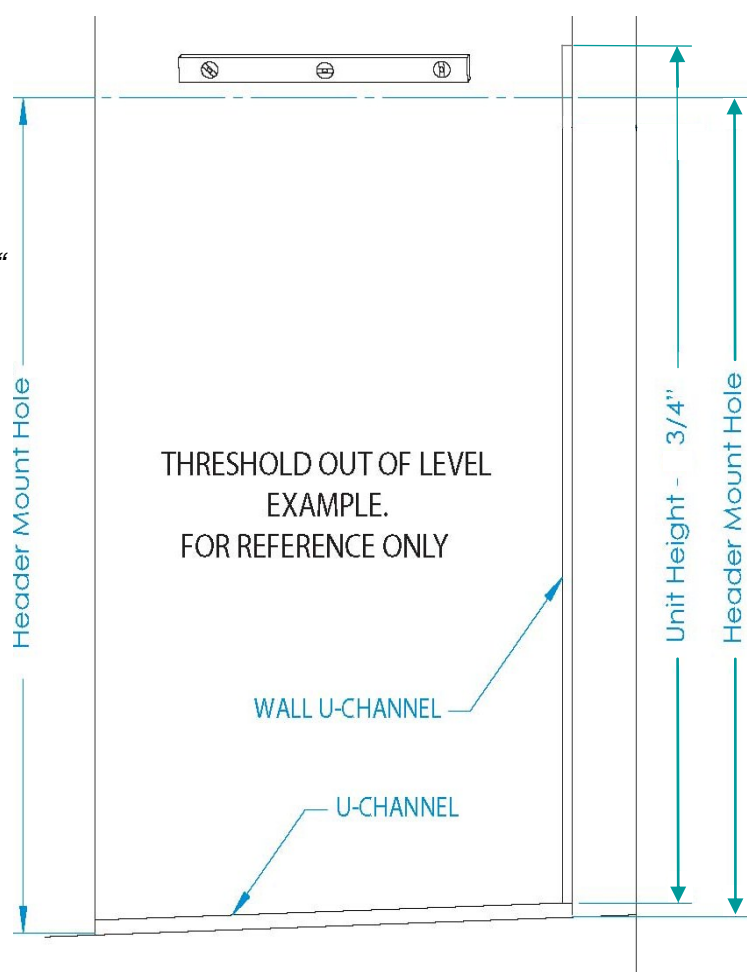 “
Header Mount Hole
THRESHOLD OUT OF LEVEL
EXAMPLE.
FOR REFERENCE ONLY
WALL U-CHANNEL
U-CHANNEL
Unit Height - 3/4"
Header Mount Hole